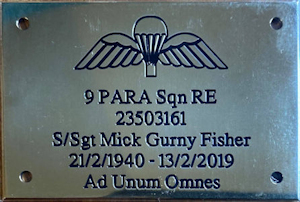 9 PARA Sqn RE
23503161
S/Sgt Mick Gurny Fisher
21/2/1940 - 13/2/2019
Ad Unum Omnes